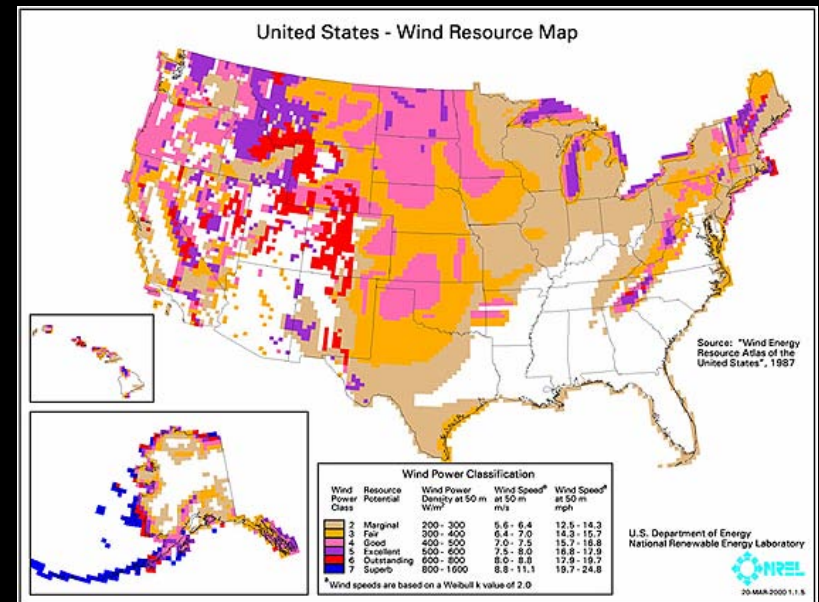 United States - Wind Resource Map
Source: "Wind Energy
Resource Atlas of the
United States", 1987
Wind Power Classification
Wind Power Class Resource Potential Wind Power Density at 50 m W/m² Wind Speedᵃ at 50 m m/s Wind Speedᵃ at 50 m mph
2 Marginal 200 - 300 5.6 - 6.4 12.5 - 14.3
3 Fair 300 - 400 6.4 - 7.0 14.3 - 15.7
4 Good 400 - 500 7.0 - 7.5 15.7 - 16.8
5 Excellent 500 - 600 7.5 - 8.0 16.8 - 17.9
6 Outstanding 600 - 800 8.0 - 8.8 17.9 - 19.7
7 Superb 800 - 1600 8.8 - 11.1 19.7 - 24.8
ᵃ Wind speeds are based on a Weibull k value of 2.0
U.S. Department of Energy
National Renewable Energy Laboratory
NREL
20-MAR-2000 1.1.5